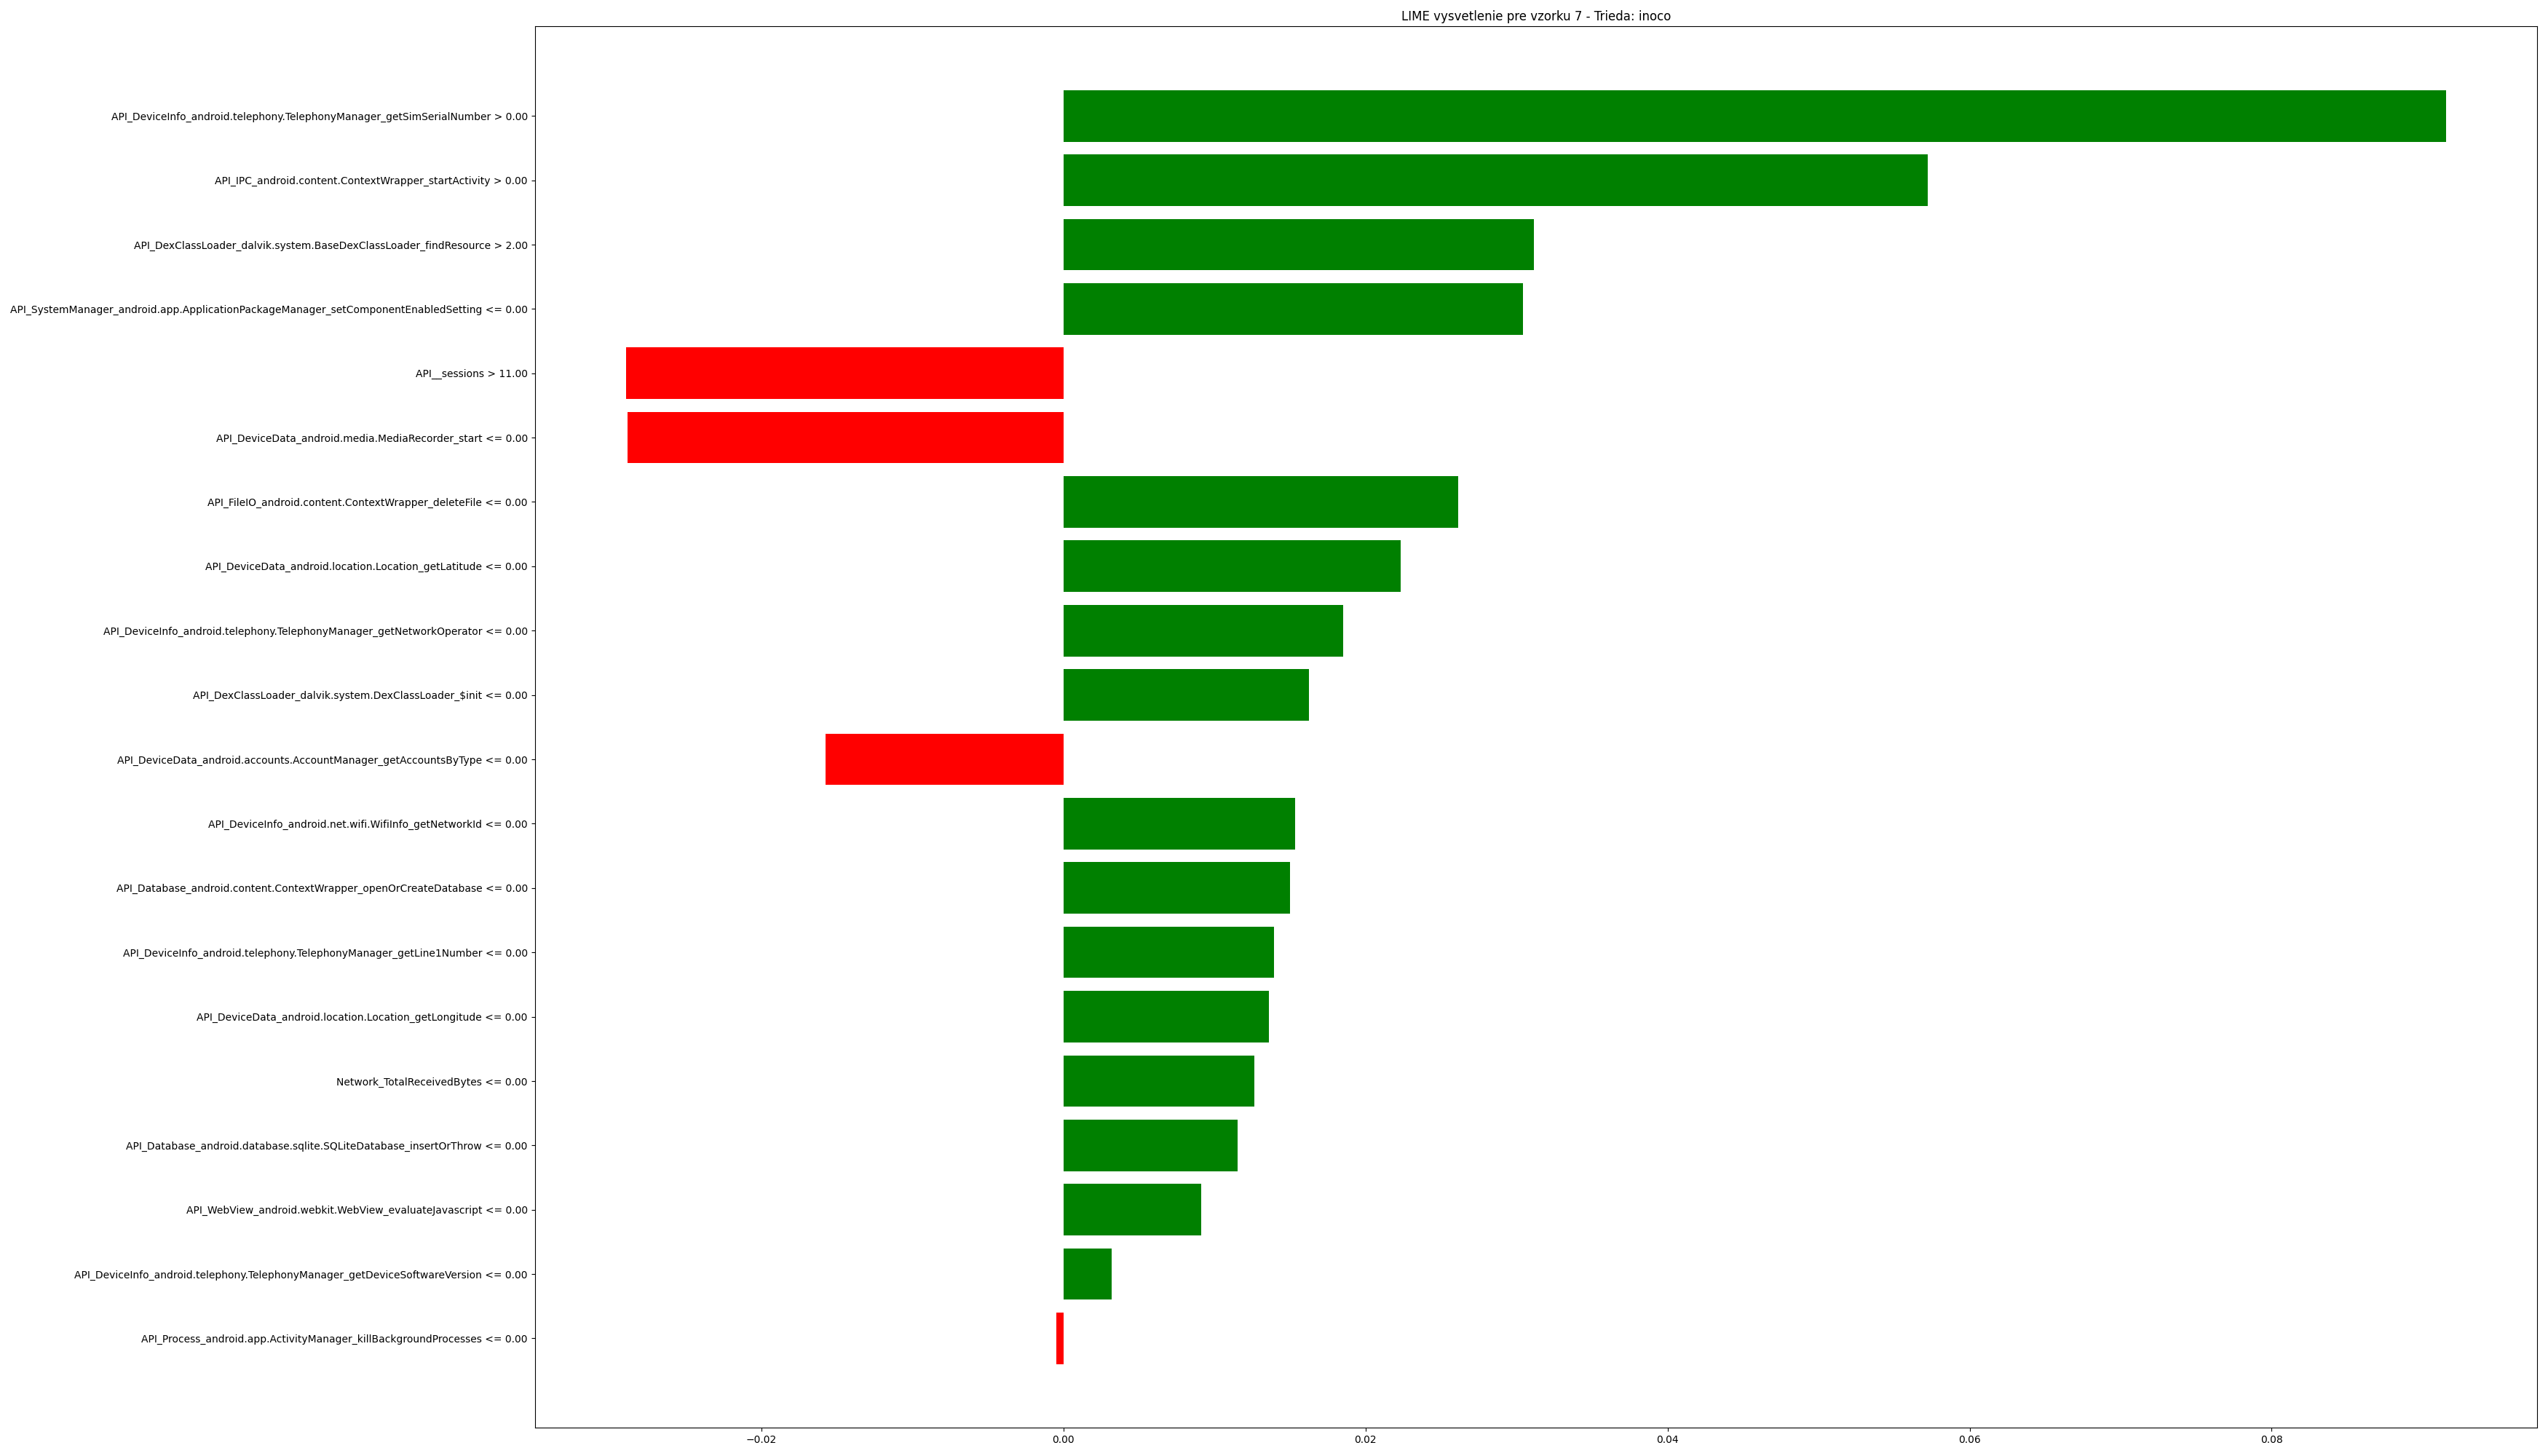 LIME vysvetlenie pre vzorku 7 - Trieda: inoco
API_DeviceInfo_android.telephony.TelephonyManager_getSimSerialNumber > 0.00
API_IPC_android.content.ContextWrapper_startActivity > 0.00
API_DexClassLoader_dalvik.system.BaseDexClassLoader_findResource > 2.00
API_SystemManager_android.app.ApplicationPackageManager_setComponentEnabledSetting <= 0.00
API__sessions > 11.00
API_DeviceData_android.media.MediaRecorder_start <= 0.00
API_FileIO_android.content.ContextWrapper_deleteFile <= 0.00
API_DeviceData_android.location.Location_getLatitude <= 0.00
API_DeviceInfo_android.telephony.TelephonyManager_getNetworkOperator <= 0.00
API_DexClassLoader_dalvik.system.DexClassLoader_$init <= 0.00
API_DeviceData_android.accounts.AccountManager_getAccountsByType <= 0.00
API_DeviceInfo_android.net.wifi.WifiInfo_getNetworkId <= 0.00
API_Database_android.content.ContextWrapper_openOrCreateDatabase <= 0.00
API_DeviceInfo_android.telephony.TelephonyManager_getLine1Number <= 0.00
API_DeviceData_android.location.Location_getLongitude <= 0.00
Network_TotalReceivedBytes <= 0.00
API_Database_android.database.sqlite.SQLiteDatabase_insertOrThrow <= 0.00
API_WebView_android.webkit.WebView_evaluateJavascript <= 0.00
API_DeviceInfo_android.telephony.TelephonyManager_getDeviceSoftwareVersion <= 0.00
API_Process_android.app.ActivityManager_killBackgroundProcesses <= 0.00
−0.02 0.00 0.02 0.04 0.06 0.08